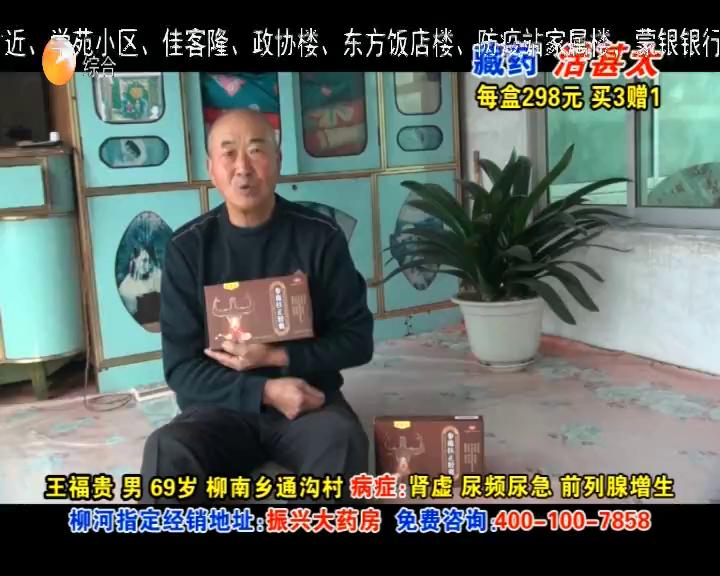 近、学苑小区、佳客隆、政协楼、东方饭店楼、防疫站家属楼、蒙银银行
综合
藏药 活甚太
每盒298元 买3赠1
王福贵 男 69岁 柳南乡通沟村 病症:肾虚 尿频尿急 前列腺增生
柳河指定经销地址:振兴大药房 免费咨询:400-100-7858